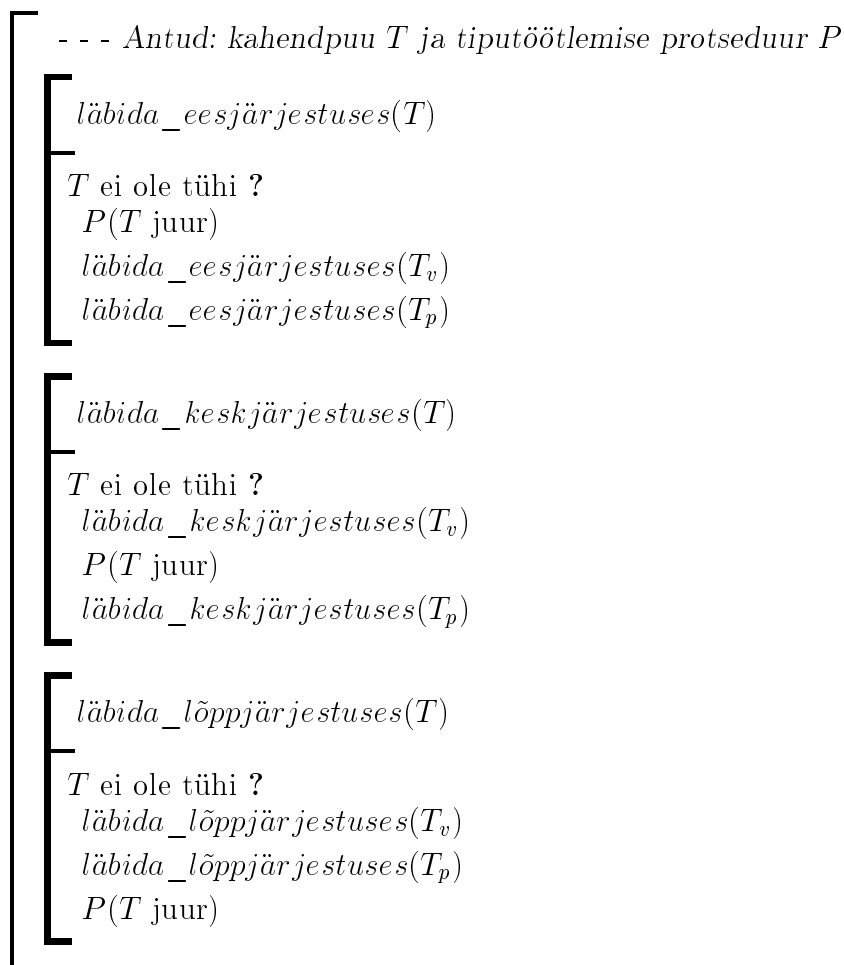 - - - Antud: kahendpuu T ja tiputöötlemise protseduur P
läbida_eesjärjestuses(T)
T ei ole tühi ?
P(T juur)
läbida_eesjärjestuses(T_v)
läbida_eesjärjestuses(T_p)
läbida_keskjärjestuses(T)
T ei ole tühi ?
läbida_keskjärjestuses(T_v)
P(T juur)
läbida_keskjärjestuses(T_p)
läbida_lõppjärjestuses(T)
T ei ole tühi ?
läbida_lõppjärjestuses(T_v)
läbida_lõppjärjestuses(T_p)
P(T juur)